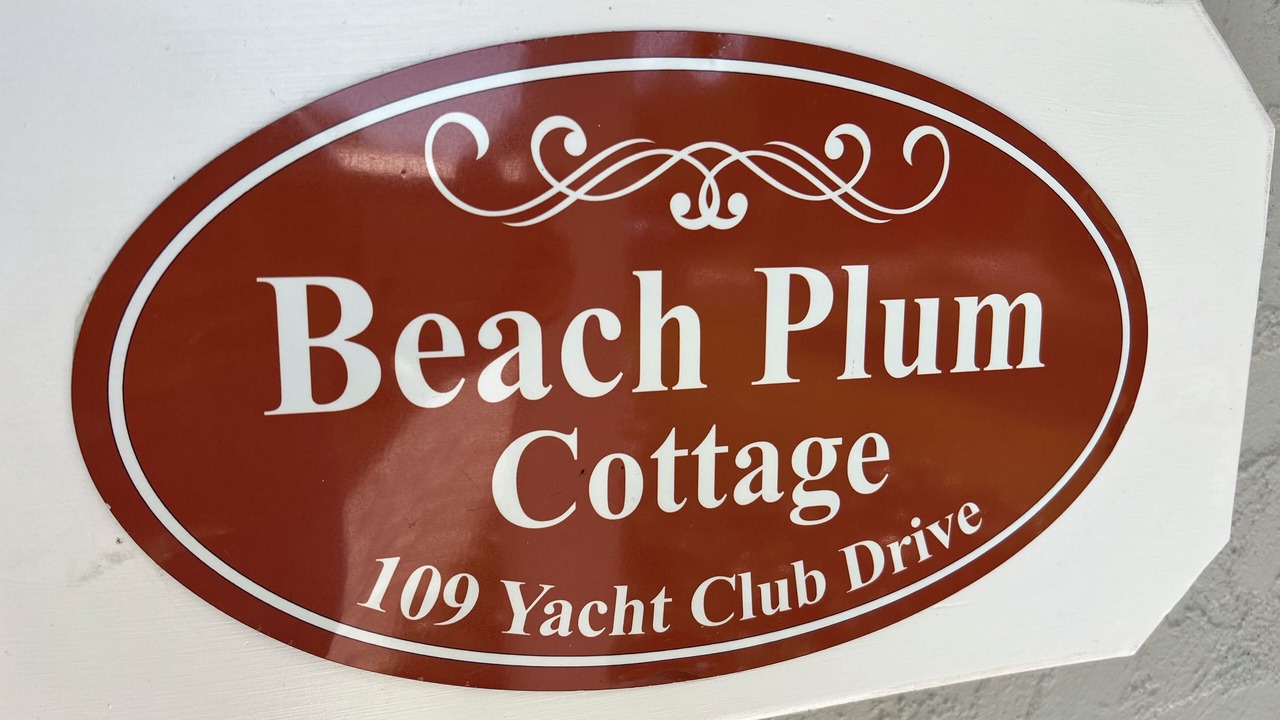 Beach Plum
Cottage
109 Yacht Club Drive